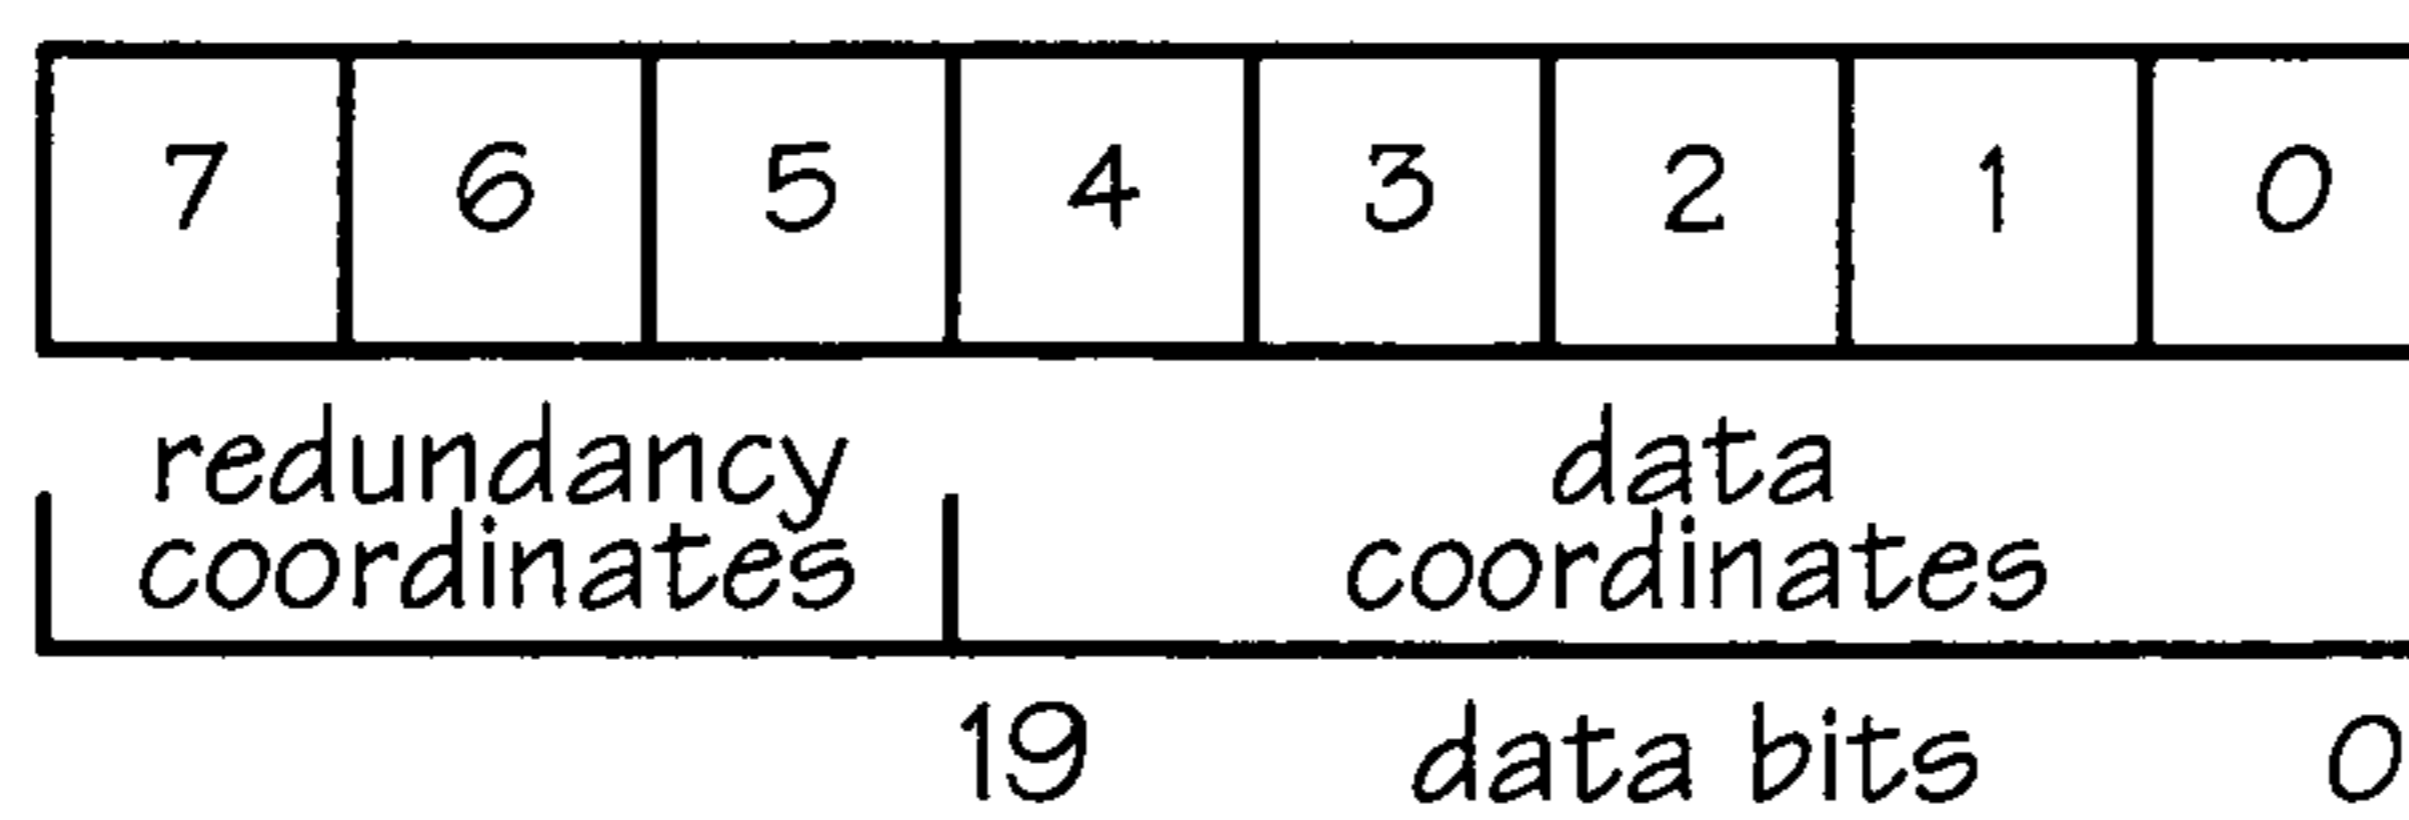 7 6 5 4 3 2 1 0
redundancy
coordinates
data
coordinates
19 data bits 0